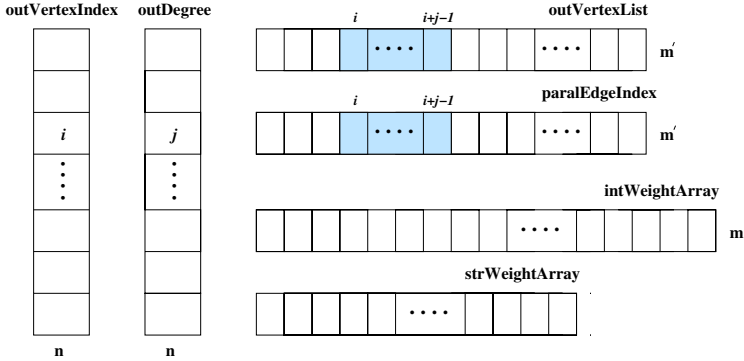 outVertexIndex outDegree outVertexList
i i+j−1
.... ....
m′
paralEdgeIndex
i i+j−1
i j
.... ....
m′
intWeightArray
....
m
strWeightArray
....
n n